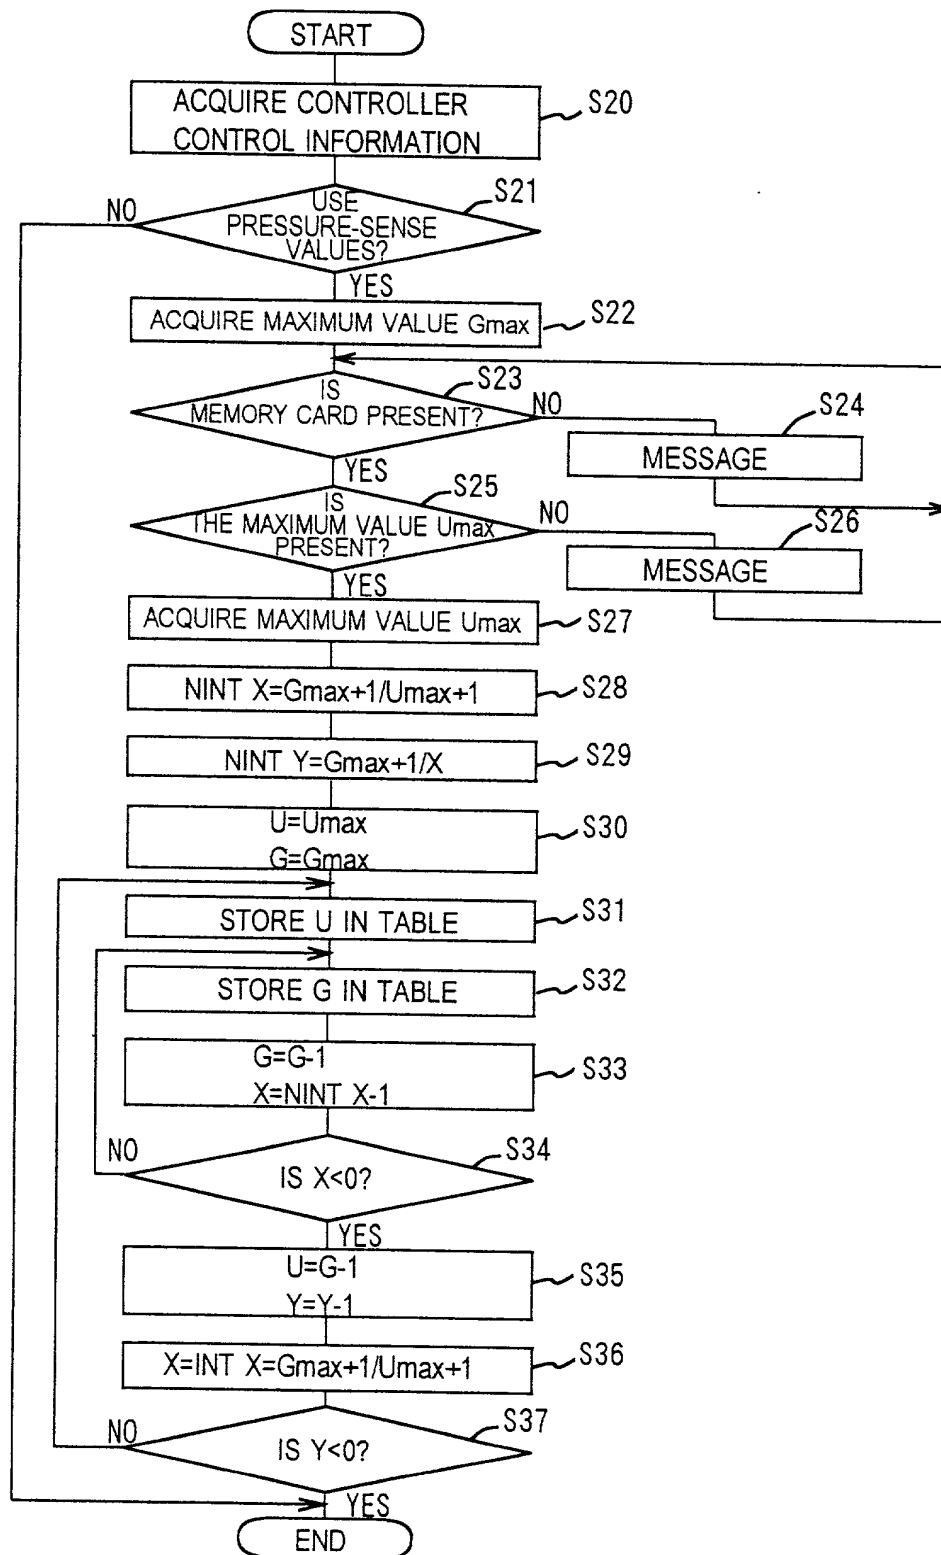 START
ACQUIRE CONTROLLER
CONTROL INFORMATION
S20
USE
PRESSURE-SENSE
VALUES?
S21
NO
YES
ACQUIRE MAXIMUM VALUE Gmax
S22
IS
MEMORY CARD PRESENT?
S23
NO
YES
S24
MESSAGE
IS
THE MAXIMUM VALUE Umax
PRESENT?
S25
NO
YES
S26
MESSAGE
ACQUIRE MAXIMUM VALUE Umax
S27
NINT X=Gmax+1/Umax+1
S28
NINT Y=Gmax+1/X
S29
U=Umax
G=Gmax
S30
STORE U IN TABLE
S31
STORE G IN TABLE
S32
G=G-1
X=NINT X-1
S33
IS X<0?
S34
NO
YES
U=G-1
Y=Y-1
S35
X=INT X=Gmax+1/Umax+1
S36
IS Y<0?
S37
NO
YES
END